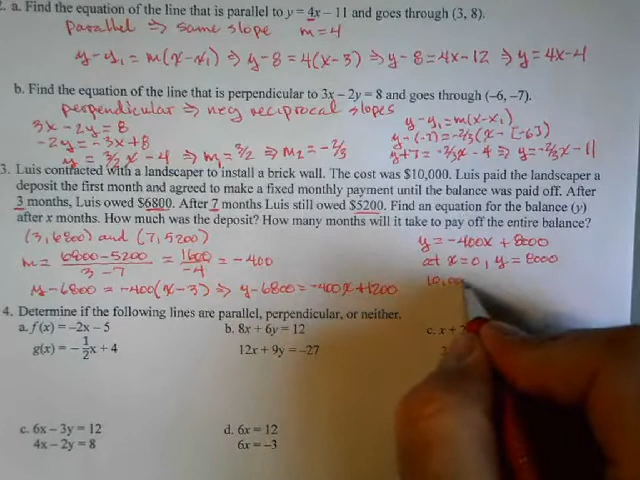 2. a. Find the equation of the line that is parallel to y = 4x – 11 and goes through (3, 8).
parallel ⇒ same slope m = 4
y-y₁ = m(x-x₁) ⇒ y-8 = 4(x-3) ⇒ y-8 = 4x-12 ⇒ y = 4x-4
b. Find the equation of the line that is perpendicular to 3x – 2y = 8 and goes through (–6, –7).
perpendicular ⇒ neg reciprocal slopes
3x - 2y = 8
-2y = -3x+8
y = 3/2 x - 4 ⇒ m₁ = 3/2 ⇒ m₂ = -2/3
y-y₁ = m(x-x₁)
y-(-7) = -2/3(x - [-6])
y+7 = -2/3x - 4 ⇒ y = -2/3x - 11
3. Luis contracted with a landscaper to install a brick wall. The cost was $10,000. Luis paid the landscaper a
deposit the first month and agreed to make a fixed monthly payment until the balance was paid off. After
3 months, Luis owed $6800. After 7 months Luis still owed $5200. Find an equation for the balance (y)
after x months. How much was the deposit? How many months will it take to pay off the entire balance?
(3, 6800) and (7, 5200)
m = 6800-5200/3-7 = 1600/-4 = -400
y-6800 = -400(x-3) ⇒ y-6800 = -400x+1200
y = -400x + 8000
at x=0, y = 8000
10,00
4. Determine if the following lines are parallel, perpendicular, or neither.
a. f(x) = –2x – 5
g(x) = –1/2x + 4
b. 8x + 6y = 12
12x + 9y = –27
c. x +
c. 6x – 3y = 12
4x – 2y = 8
d. 6x = 12
6x = –3